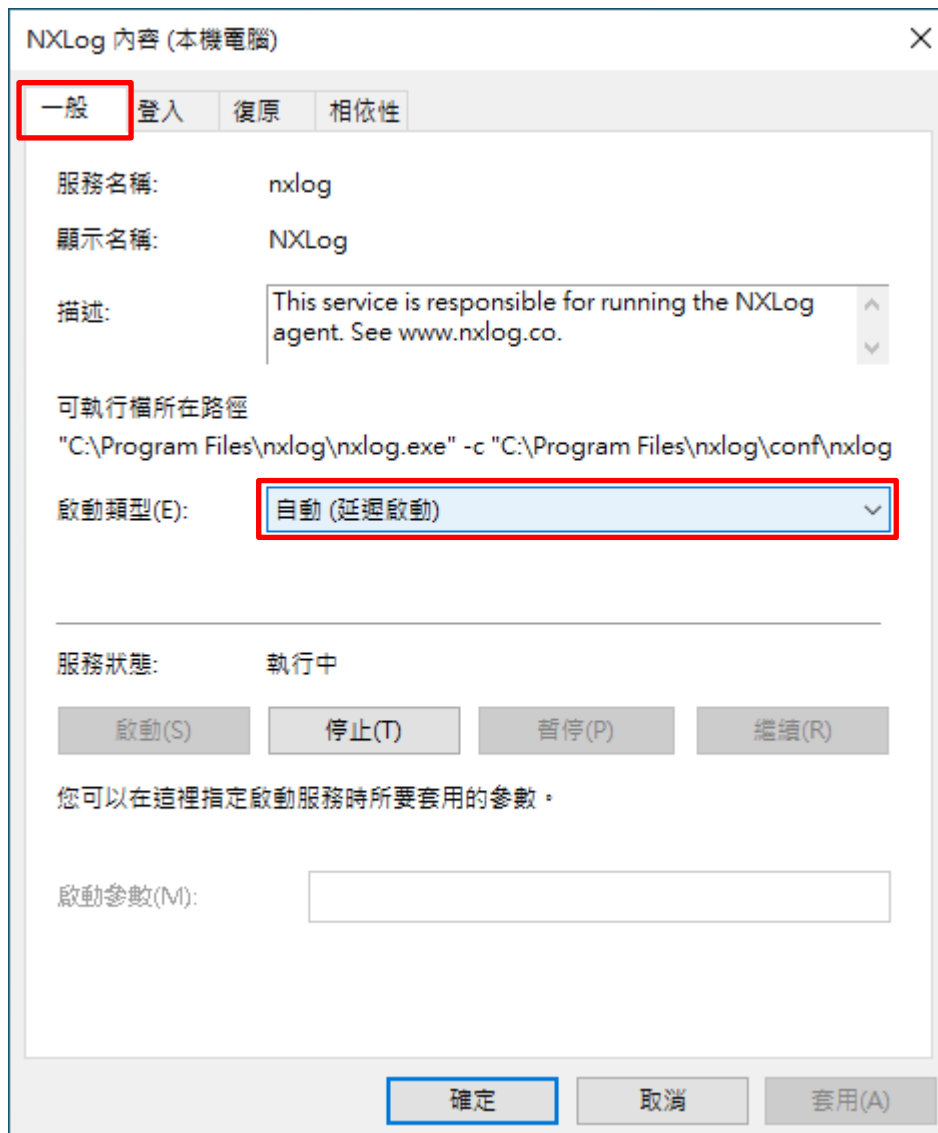 NXLog 內容 (本機電腦)
一般 登入 復原 相依性
服務名稱: nxlog
顯示名稱: NXLog
描述: This service is responsible for running the NXLog
agent. See www.nxlog.co.
可執行檔所在路徑
"C:\Program Files\nxlog\nxlog.exe" -c "C:\Program Files\nxlog\conf\nxlog
啟動類型(E): 自動 (延遲啟動)
服務狀態: 執行中
啟動(S) 停止(T) 暫停(P) 繼續(R)
您可以在這裡指定啟動服務時所要套用的參數。
啟動參數(M):
確定 取消 套用(A)